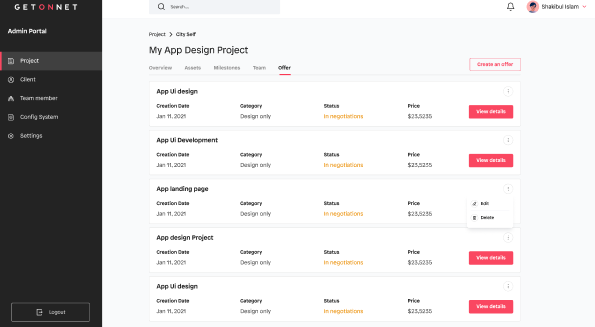 GETONNET
Search...
Shakibul Islam
Admin Portal
Project
Client
Team member
Config System
Settings
Logout
Project > City Self
My App Design Project
Overview Assets Milestones Team Offer
Create an offer
App Ui design
Creation Date Category Status Price
Jan 11, 2021 Design only In negotiations $23,5235
View details
App Ui Development
Creation Date Category Status Price
Jan 11, 2021 Design only In negotiations $23,5235
View details
App landing page
Creation Date Category Status Price
Jan 11, 2021 Design only In negotiations $23,5235
Edit
Delete
App design Project
Creation Date Category Status Price
Jan 11, 2021 Design only In negotiations $23,5235
View details
App Ui design
Creation Date Category Status Price
Jan 11, 2021 Design only In negotiations $23,5235
View details